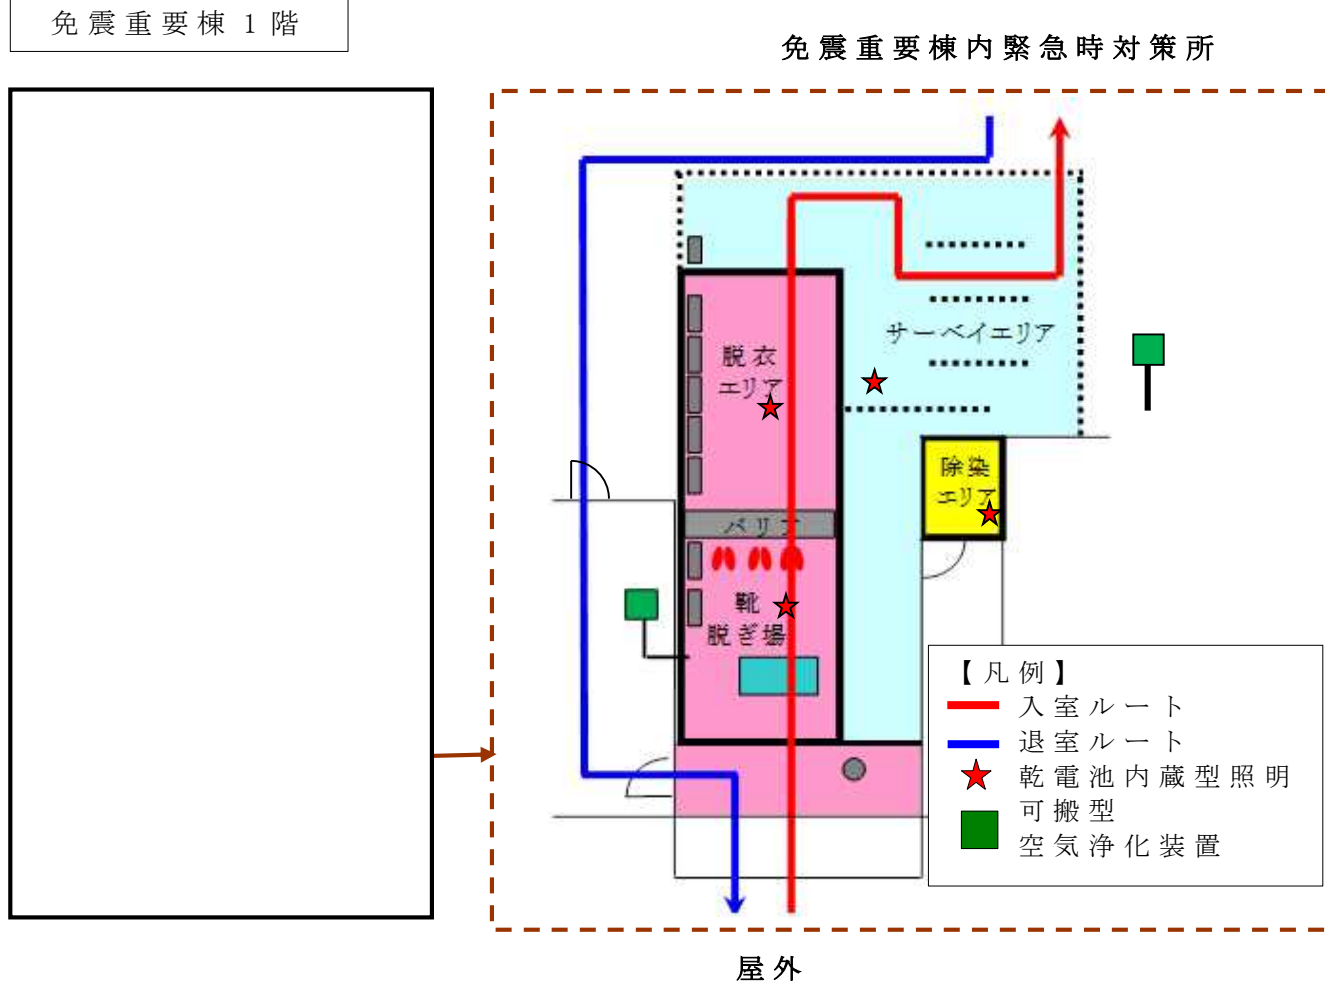 免震重要棟 1 階
免震重要棟内緊急時対策所
サーベイエリア
脱衣
エリア
除染
エリア
バリア
靴
脱ぎ場
【凡例】
入室ルート
退室ルート
乾電池内蔵型照明
可搬型
空気浄化装置
屋外